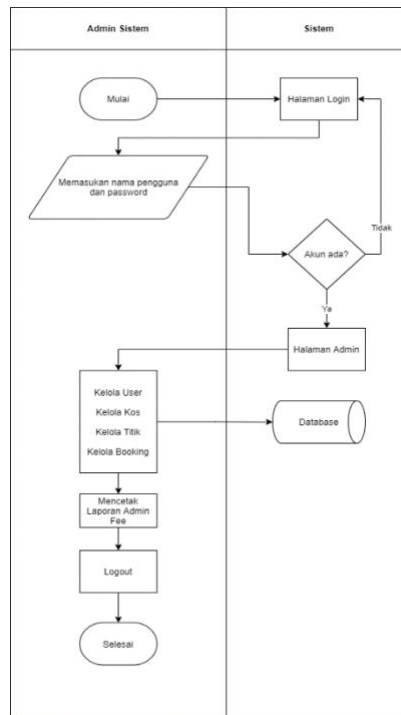 Admin Sistem
Sistem
Mulai
Halaman Login
Memasukan nama pengguna
dan password
Tidak
Akun ada?
Ya
Halaman Admin
Kelola User
Kelola Kos
Kelola Titik
Kelola Booking
Database
Mencetak
Laporan Admin
Fee
Logout
Selesai